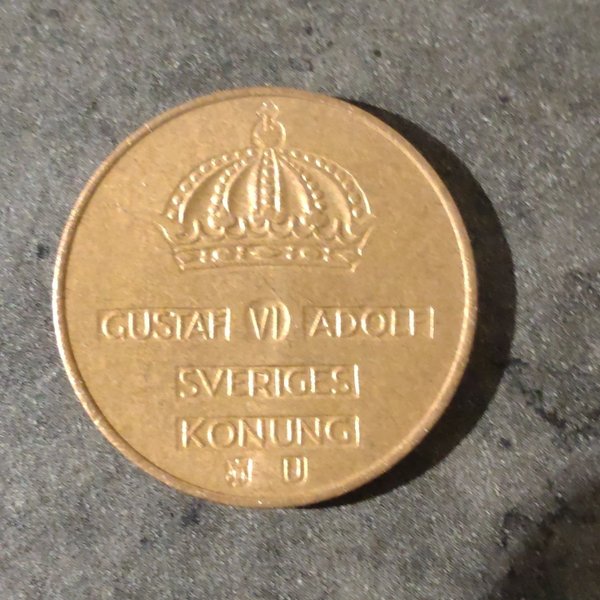 GUSTAF VI ADOLF
SVERIGES
KONUNG
U